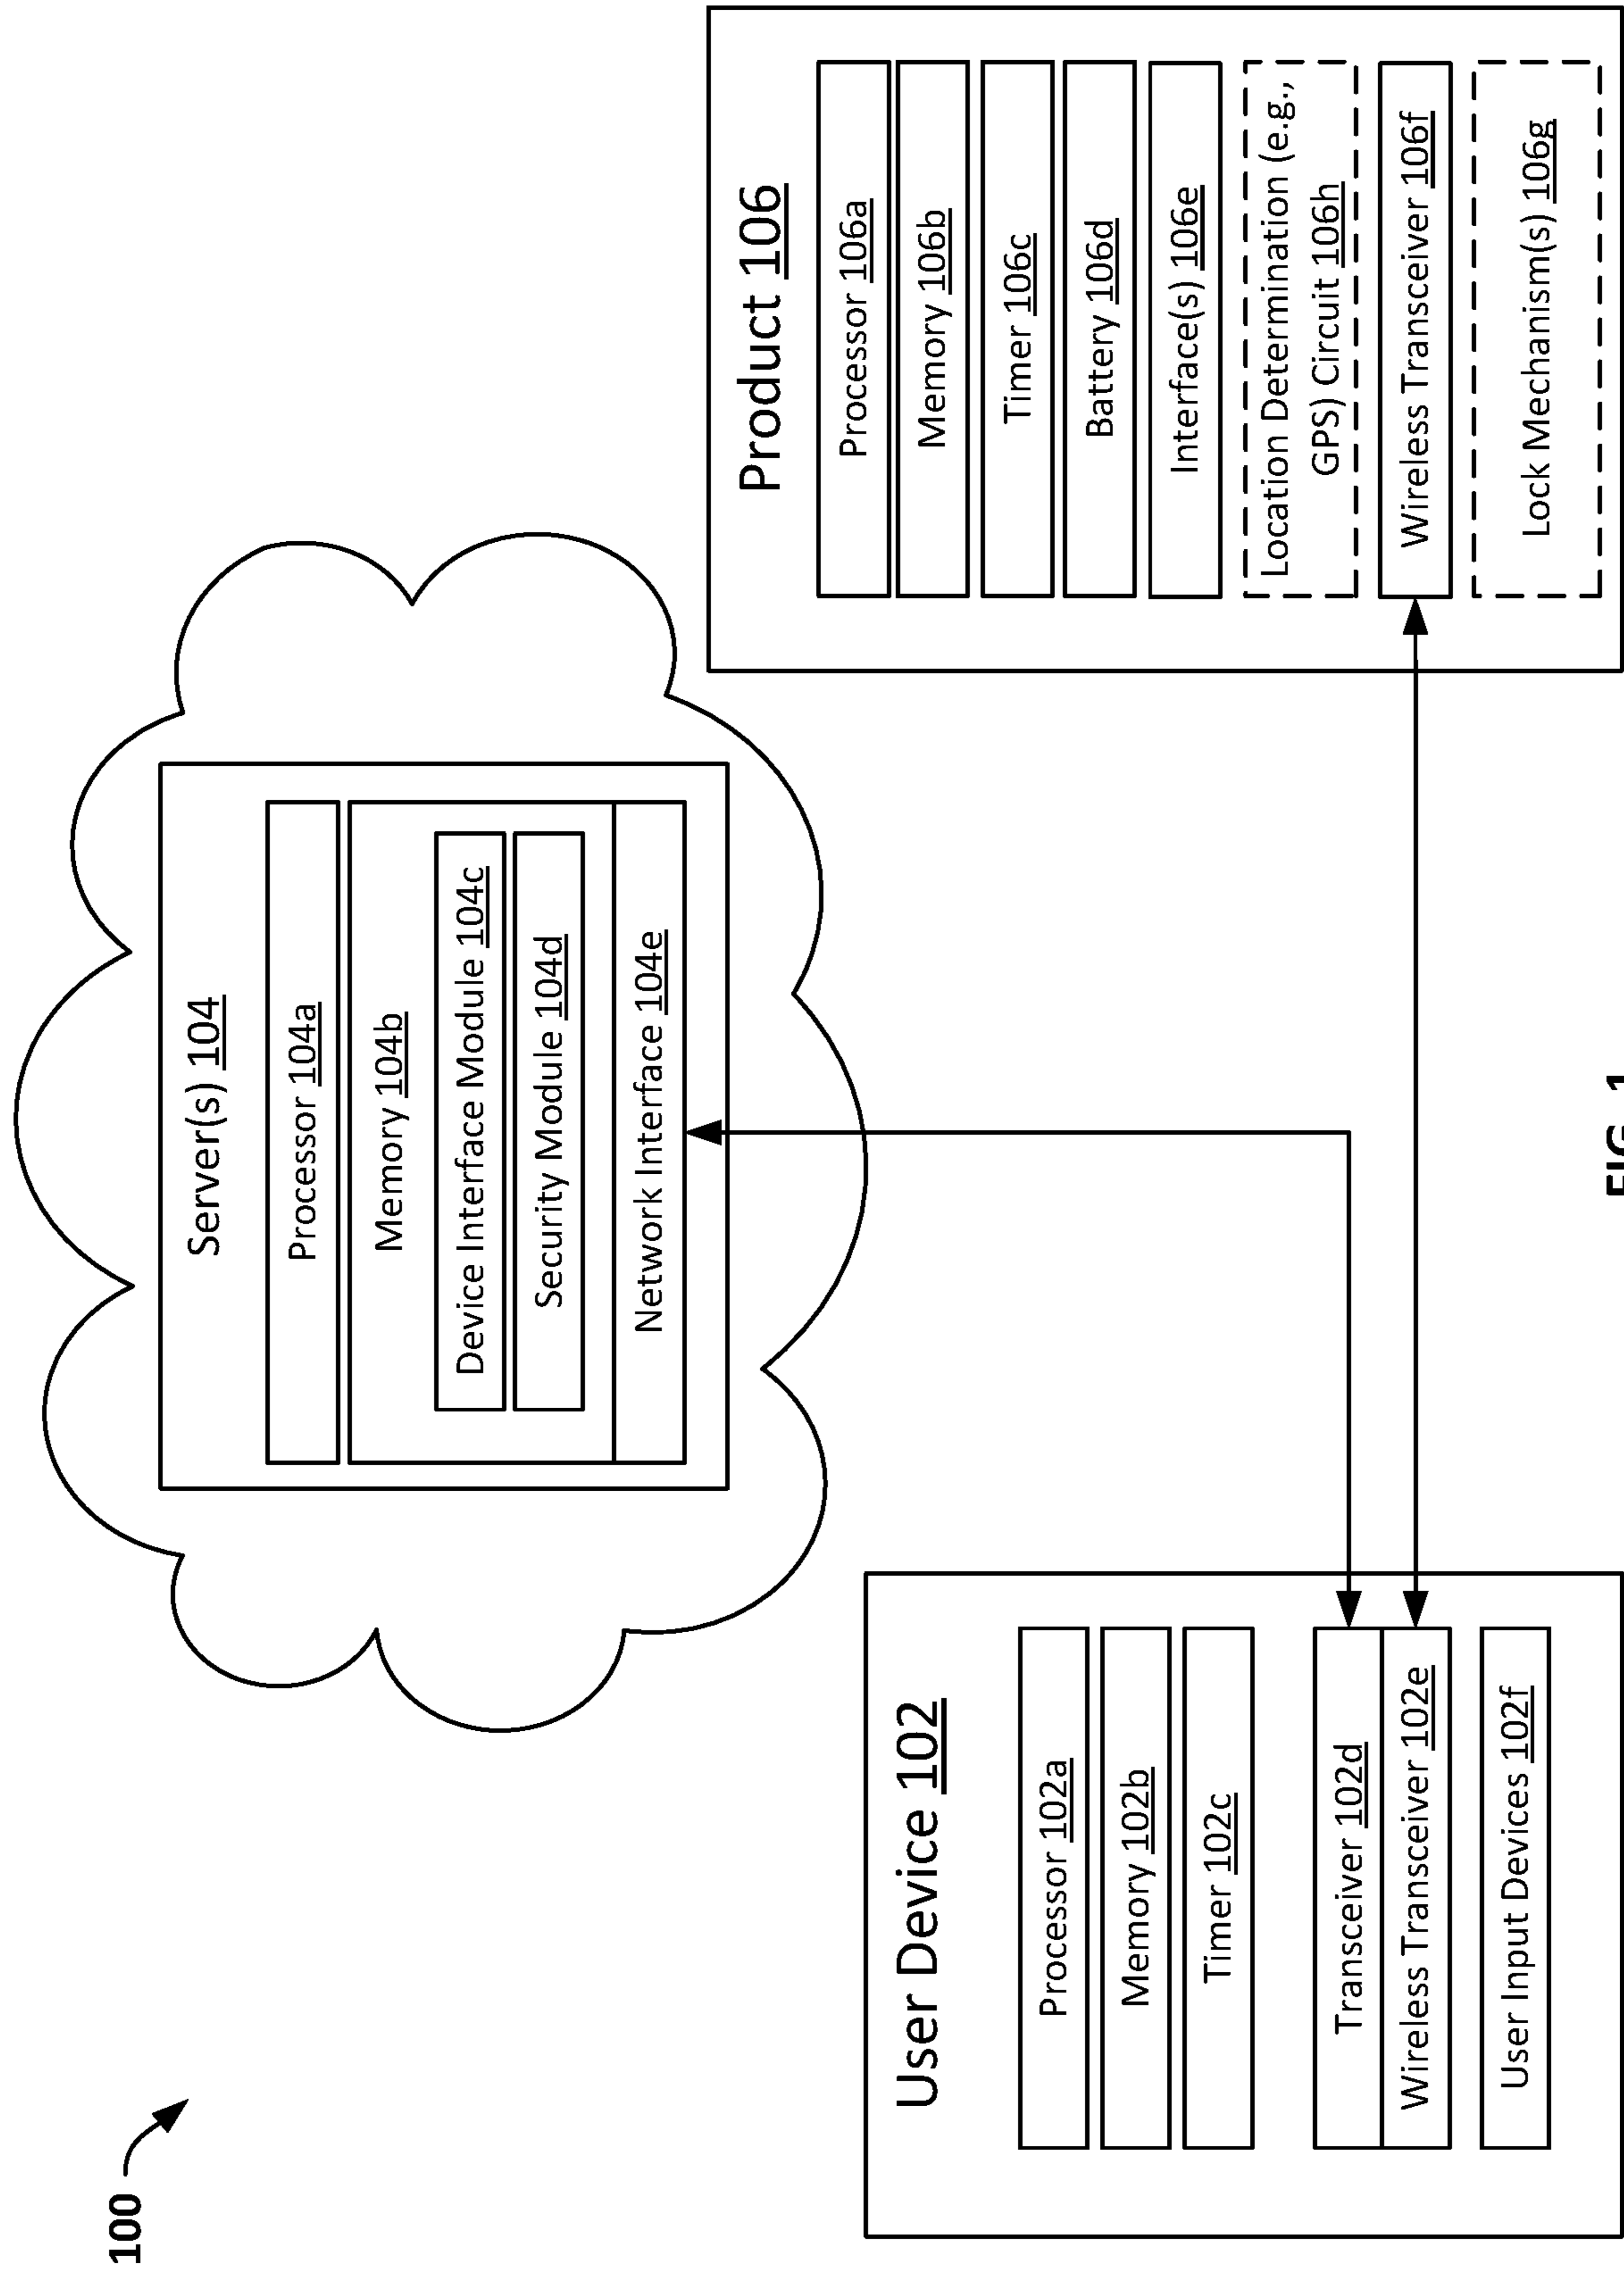 100
Server(s) 104
Processor 104a
Memory 104b
Device Interface Module 104c
Security Module 104d
Network Interface 104e
User Device 102
Processor 102a
Memory 102b
Timer 102c
Transceiver 102d
Wireless Transceiver 102e
User Input Devices 102f
Product 106
Processor 106a
Memory 106b
Timer 106c
Battery 106d
Interface(s) 106e
Location Determination (e.g.,
GPS) Circuit 106h
Wireless Transceiver 106f
Lock Mechanism(s) 106g
FIG. 1